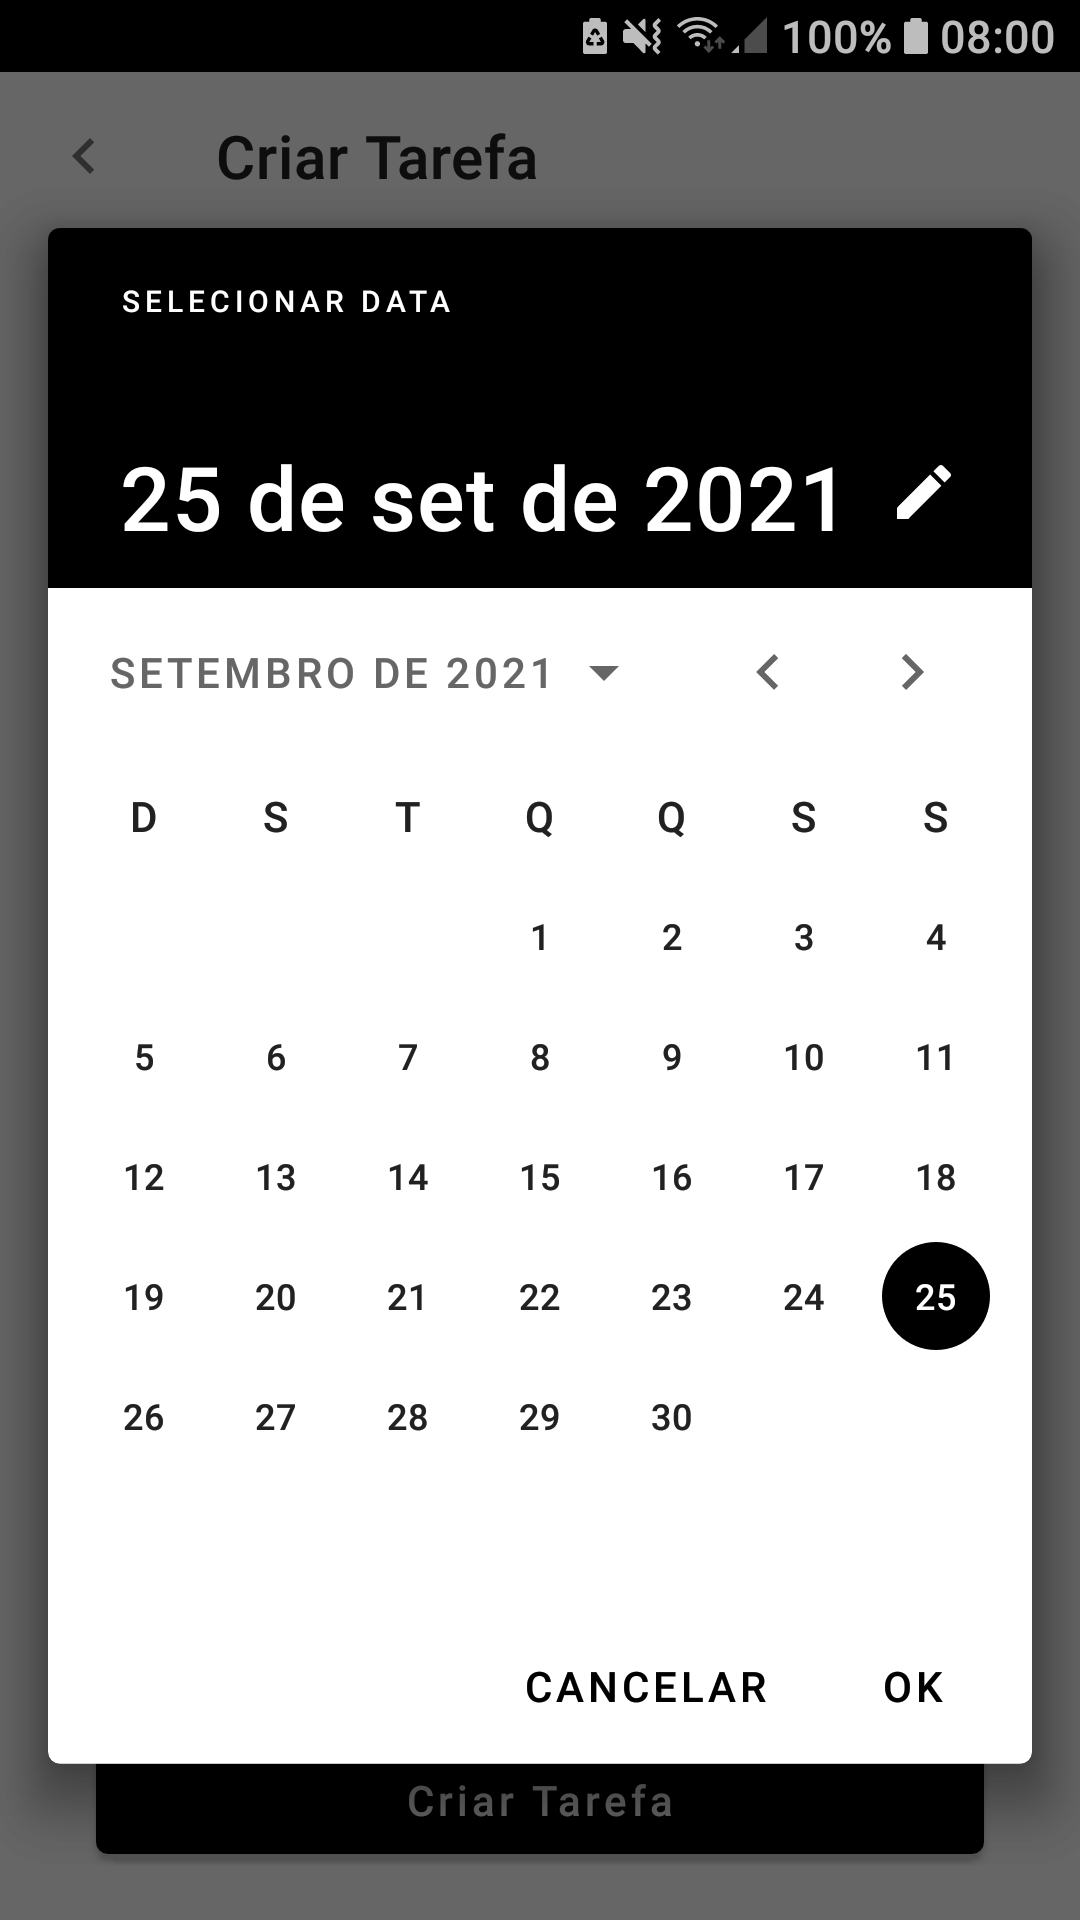 100% 08:00
Criar Tarefa
SELECIONAR DATA
25 de set de 2021
SETEMBRO DE 2021
D S T Q Q S S
1 2 3 4
5 6 7 8 9 10 11
12 13 14 15 16 17 18
19 20 21 22 23 24 25
26 27 28 29 30
CANCELAR OK
Criar Tarefa